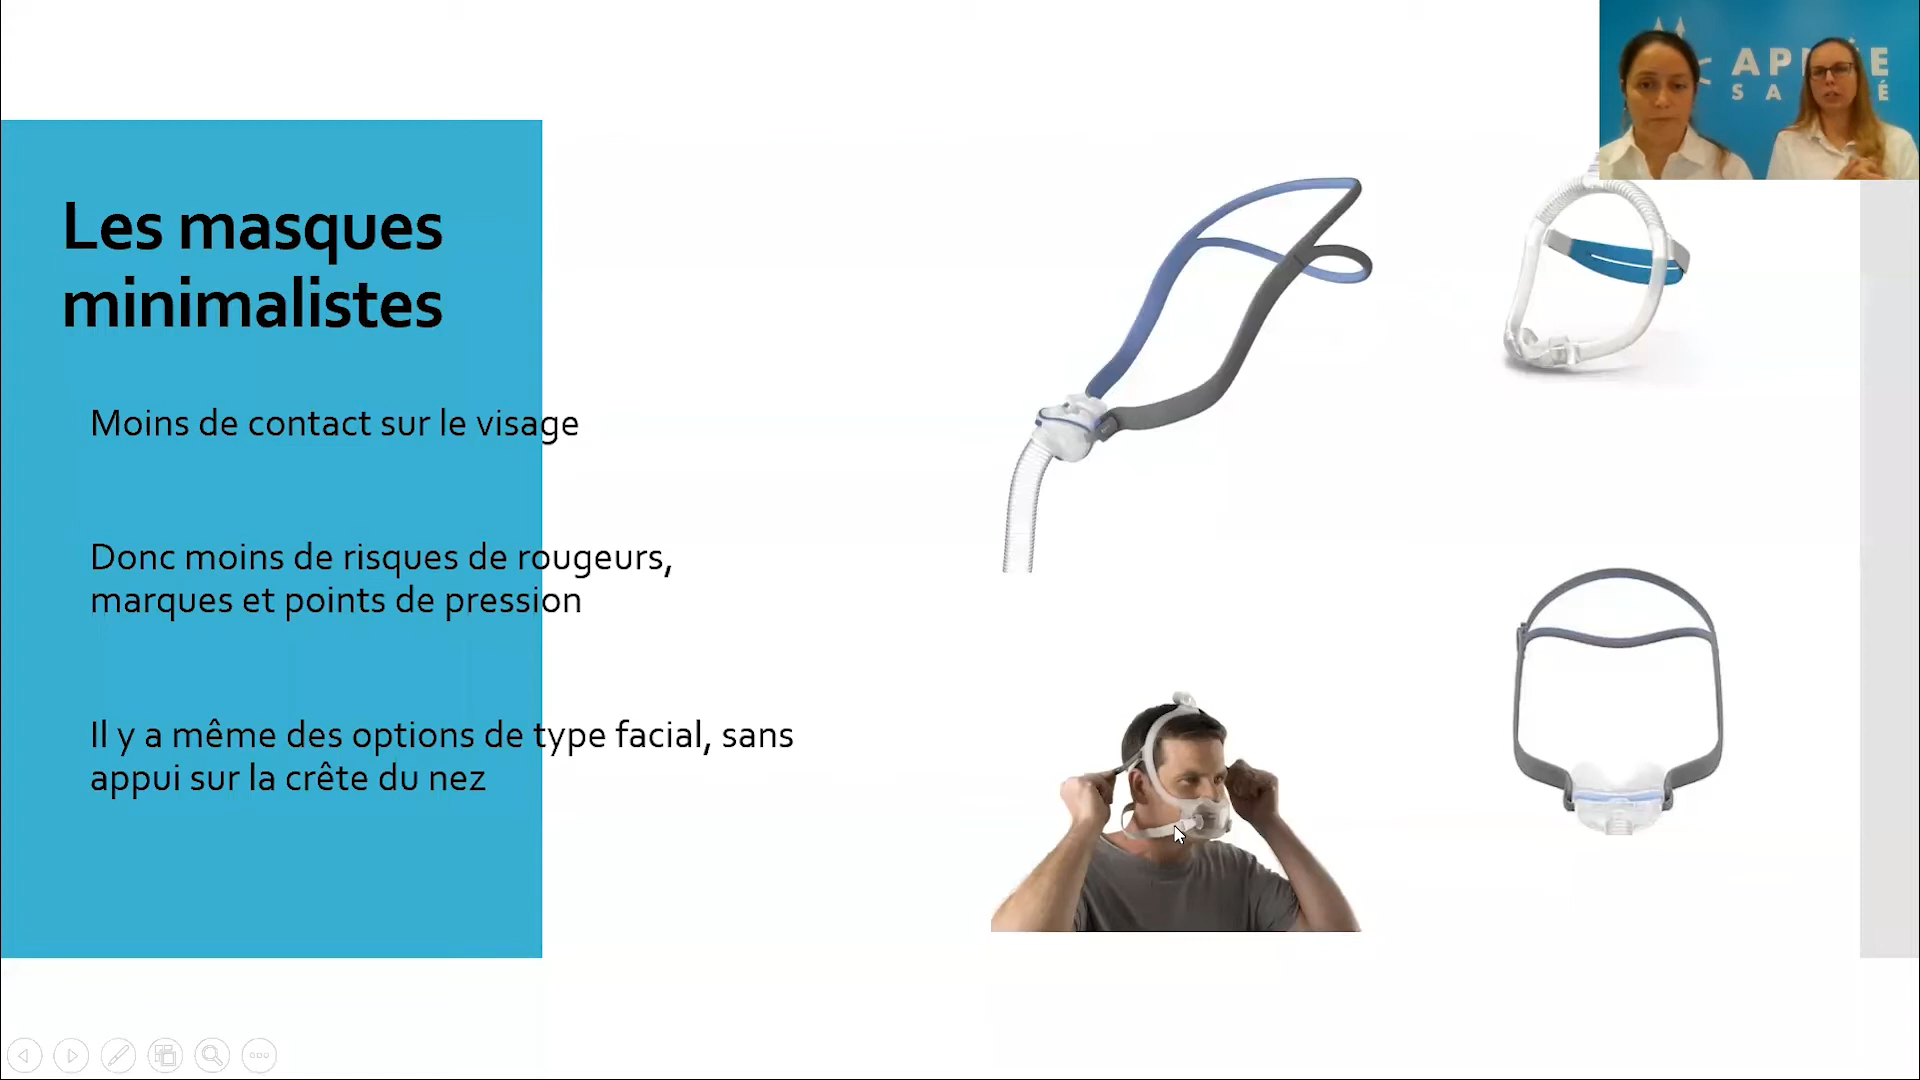 Les masques
minimalistes
Moins de contact sur le visage
Donc moins de risques de rougeurs,
marques et points de pression
Il y a même des options de type facial, sans
appui sur la crête du nez